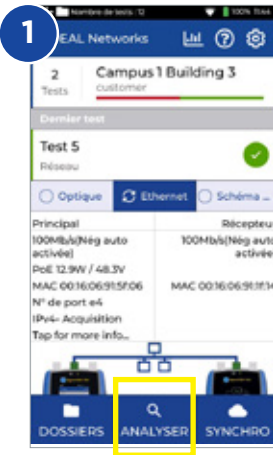 1
Nombre de tests : 12 100% 11:44
EAL Networks
2 Campus 1 Building 3
Tests customer
Dernier test
Test 5
Réseau
Optique Ethernet Schéma ...
Principal Récepteur
100Mb/s(Nég auto 100Mb/s(Nég auto
activée) activée
PoE 12.9W / 48.3V
MAC 00:16:06:91:5F:06 MAC 00:16:06:91:1F:14
N° de port e4
IPv4- Acquisition
Tap for more info...
DOSSIERS ANALYSER SYNCHRO